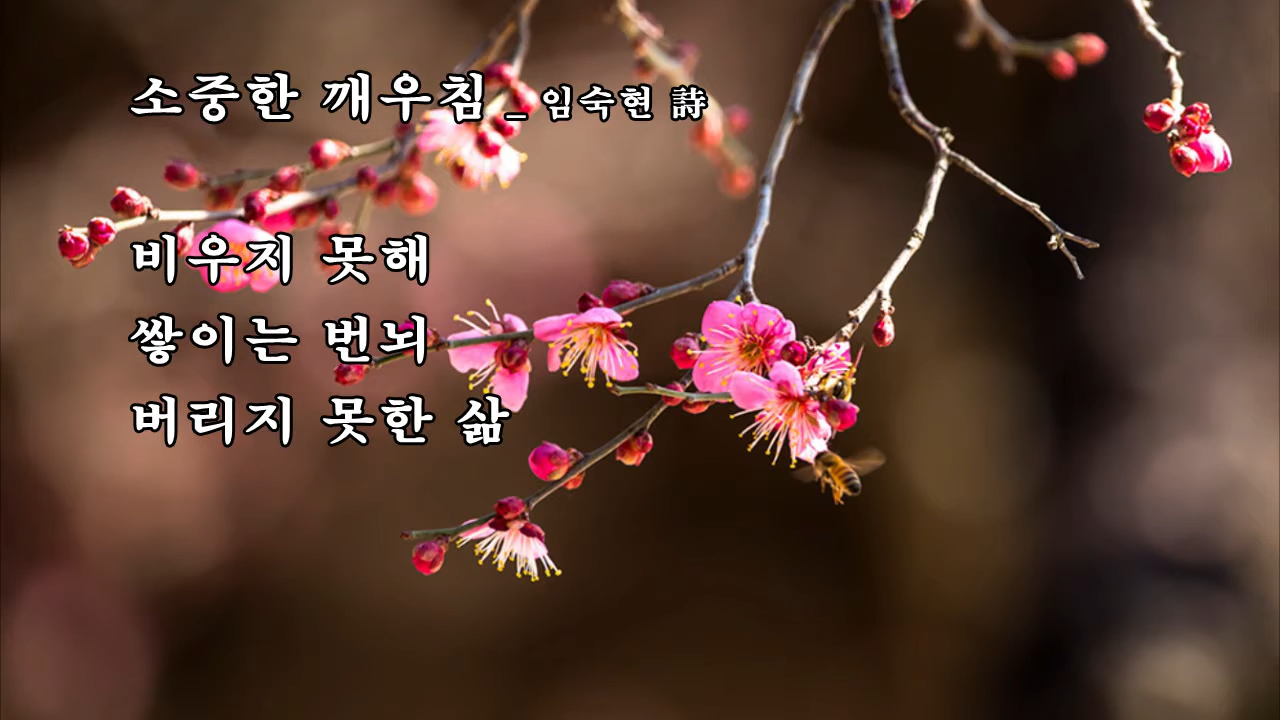 소중한 깨우침 _ 임숙현 詩
비우지 못해
쌓이는 번뇌
버리지 못한 삶